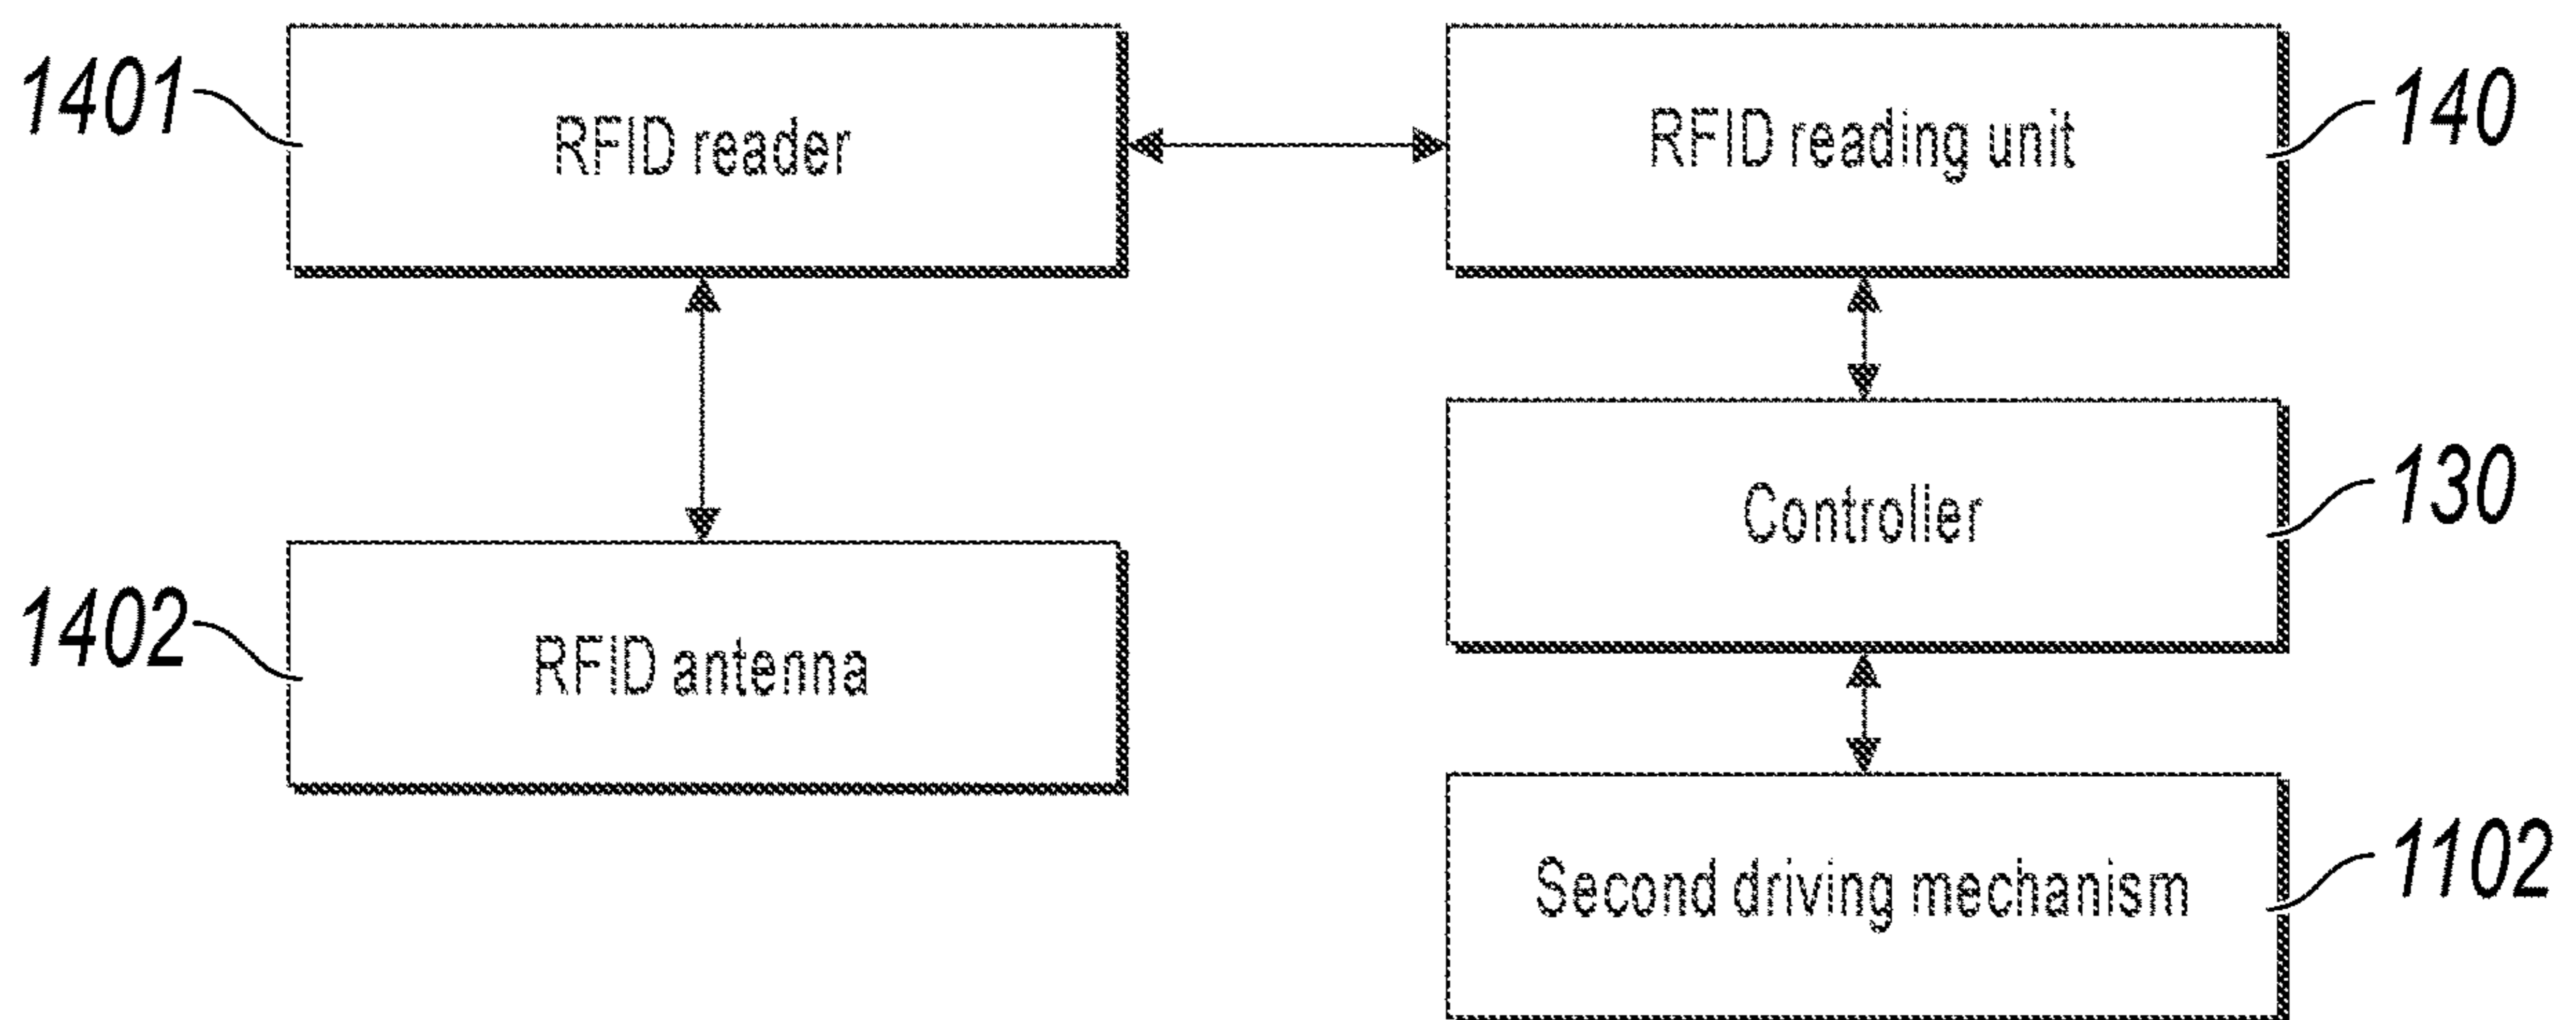 1401
RFID reader
RFID reading unit
140
Controller
130
1402
RFID antenna
Second driving mechanism
1102